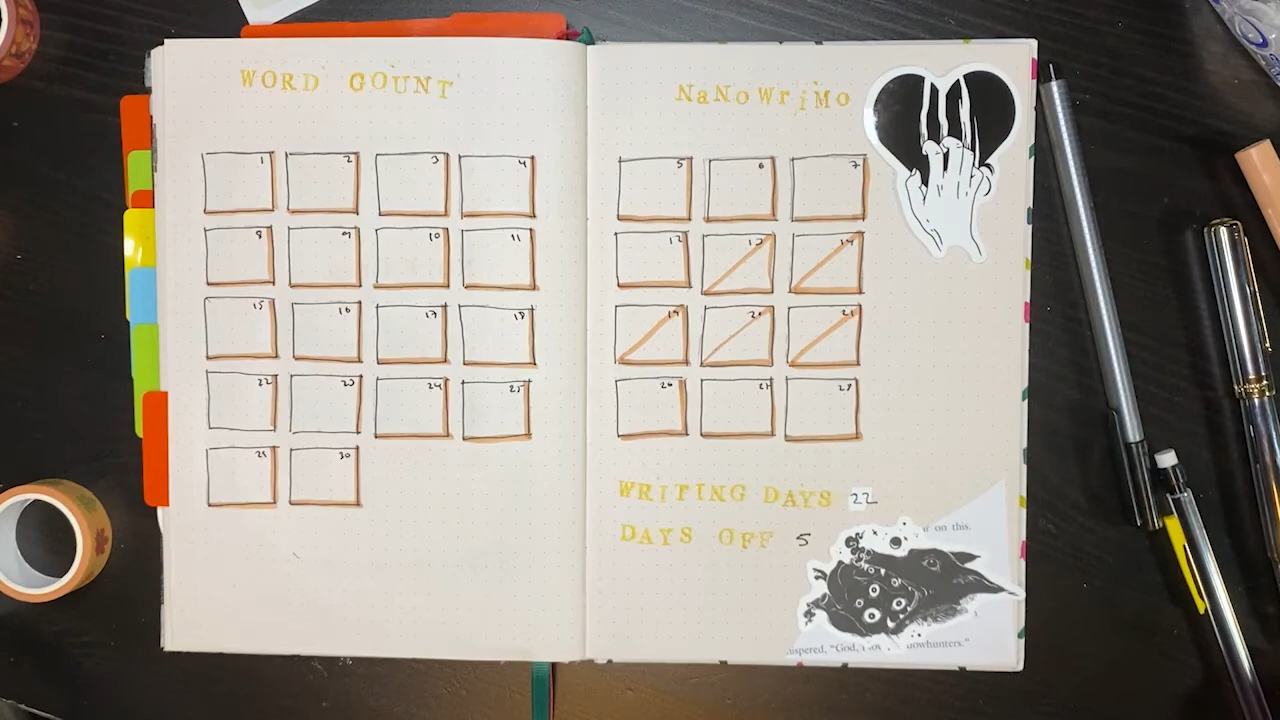 WORD COUNT
1 2 3 4
8 9 10 11
15 16 17 18
22 23 24 25
29 30
NaNoWriMo
5 6 7
12 13 14
19 20 21
26 27 28
WRITING DAYS 22
DAYS OFF 5
on this.
"God, I